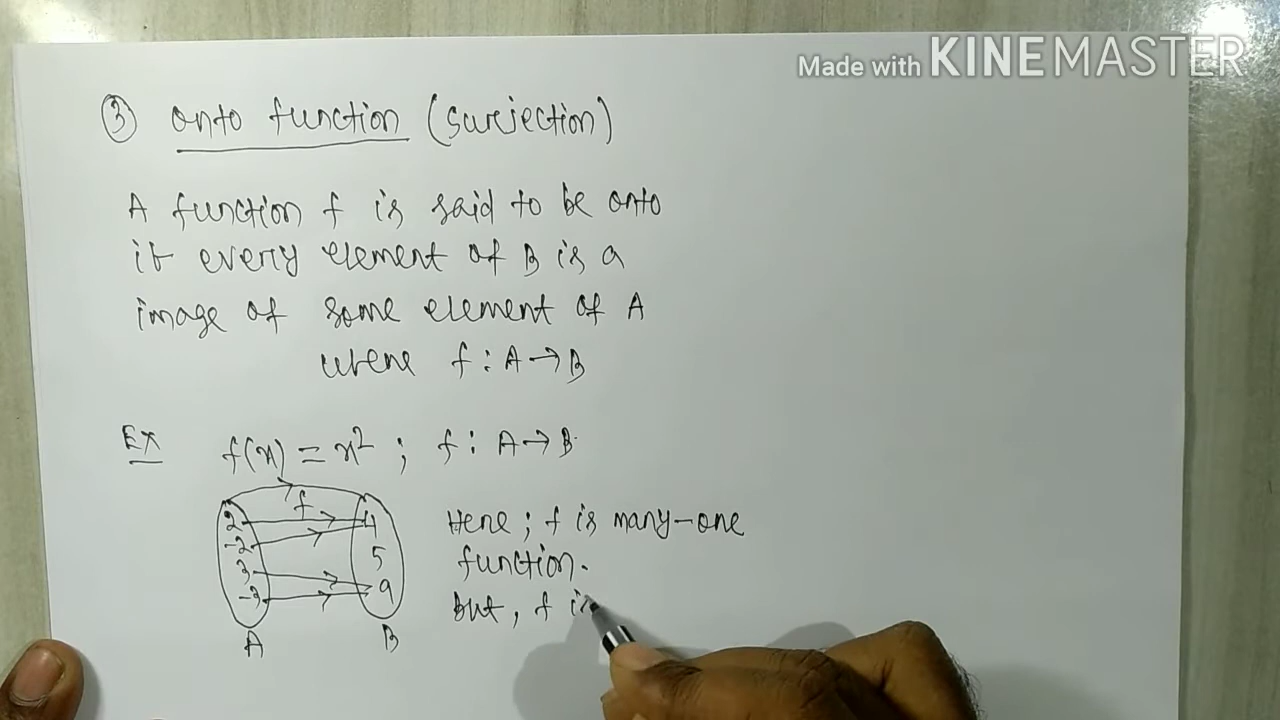 Made with KINEMASTER
③ onto function (surjection)
A function f is said to be onto
if every element of B is a
image of some element of A
where f : A → B
Ex f(x) = x² ; f : A → B
f
2 4
-2 5
3 9
-3
A B
Here ; f is many-one
function.
But , f is